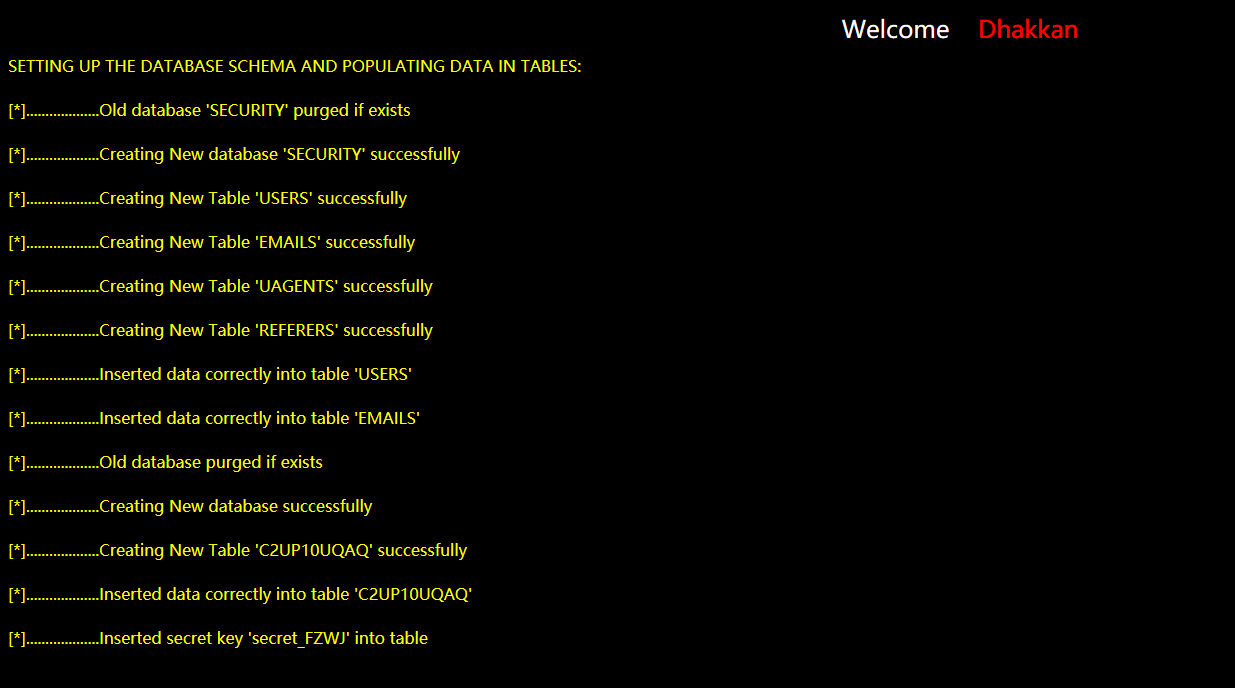 Welcome Dhakkan
SETTING UP THE DATABASE SCHEMA AND POPULATING DATA IN TABLES:
[*]...................Old database 'SECURITY' purged if exists
[*]...................Creating New database 'SECURITY' successfully
[*]...................Creating New Table 'USERS' successfully
[*]...................Creating New Table 'EMAILS' successfully
[*]...................Creating New Table 'UAGENTS' successfully
[*]...................Creating New Table 'REFERERS' successfully
[*]...................Inserted data correctly into table 'USERS'
[*]...................Inserted data correctly into table 'EMAILS'
[*]...................Old database purged if exists
[*]...................Creating New database successfully
[*]...................Creating New Table 'C2UP10UQAQ' successfully
[*]...................Inserted data correctly into table 'C2UP10UQAQ'
[*]...................Inserted secret key 'secret_FZWJ' into table